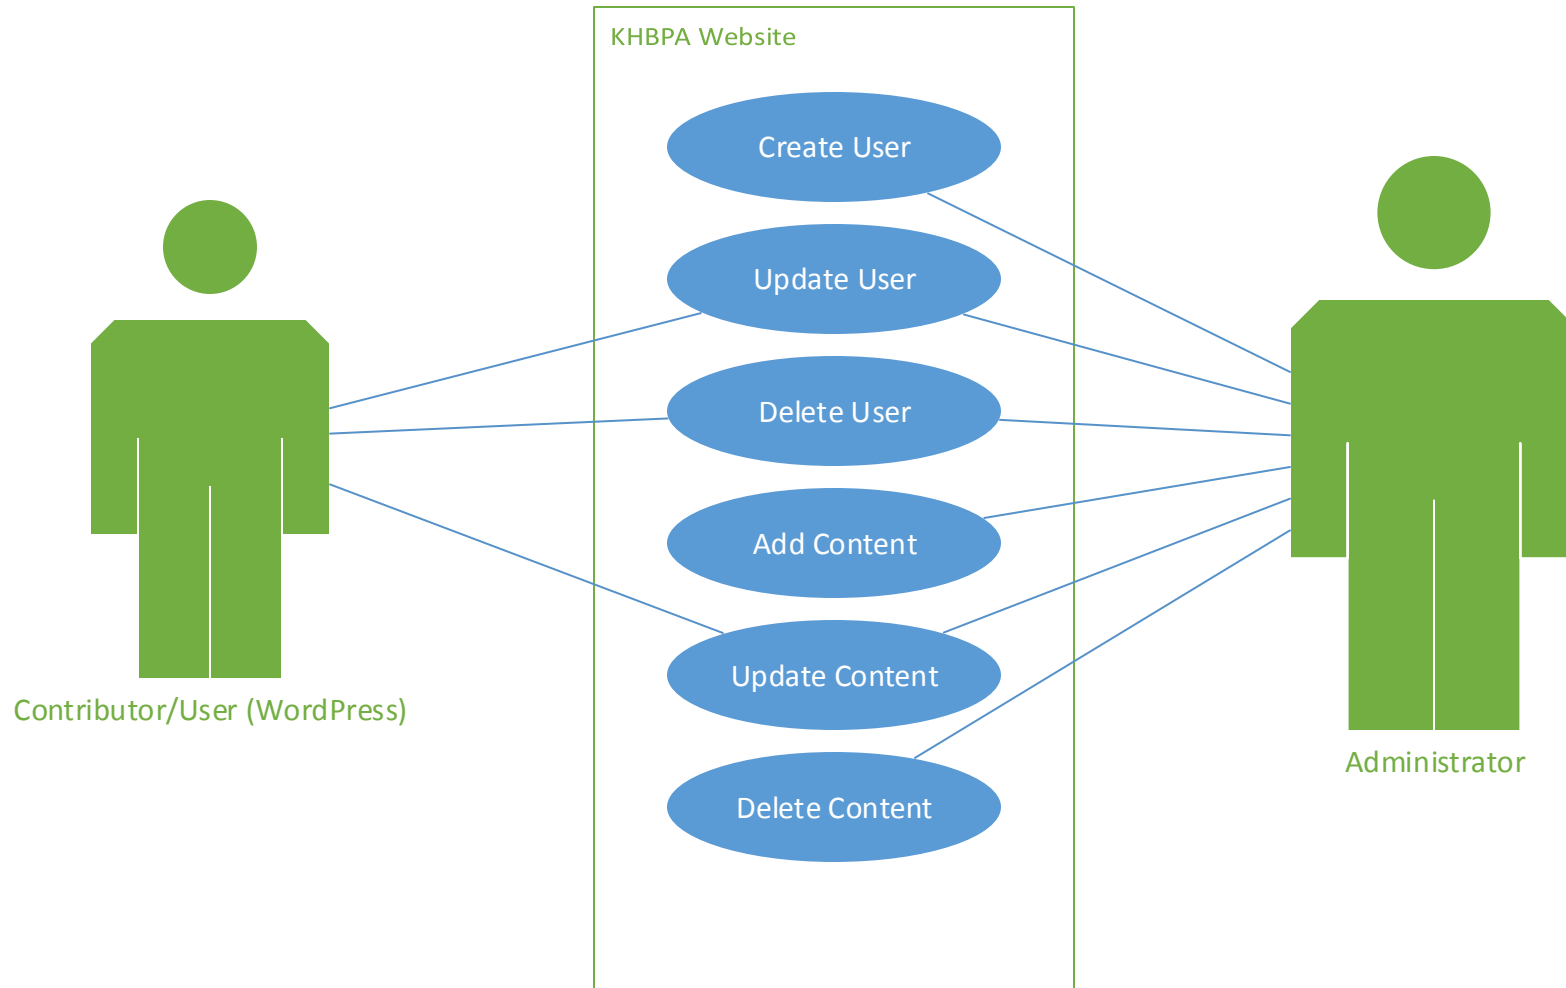 KHBPA Website
Create User
Update User
Delete User
Add Content
Update Content
Delete Content
Contributor/User (WordPress)
Administrator